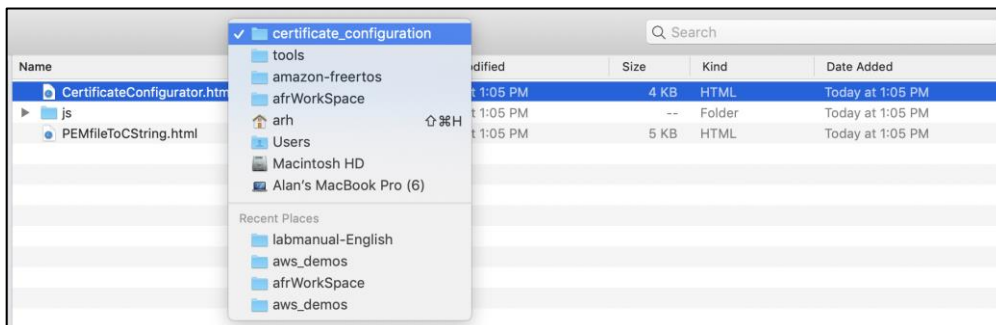 Search
certificate_configuration
tools
amazon-freertos
afrWorkSpace
arh ⇧⌘H
Users
Macintosh HD
Alan's MacBook Pro (6)
Recent Places
labmanual-English
aws_demos
afrWorkSpace
aws_demos
Name Size Kind Date Added
1:05 PM 4 KB HTML Today at 1:05 PM
js 1:05 PM -- Folder Today at 1:05 PM
PEMfileToCString.html 1:05 PM 5 KB HTML Today at 1:05 PM